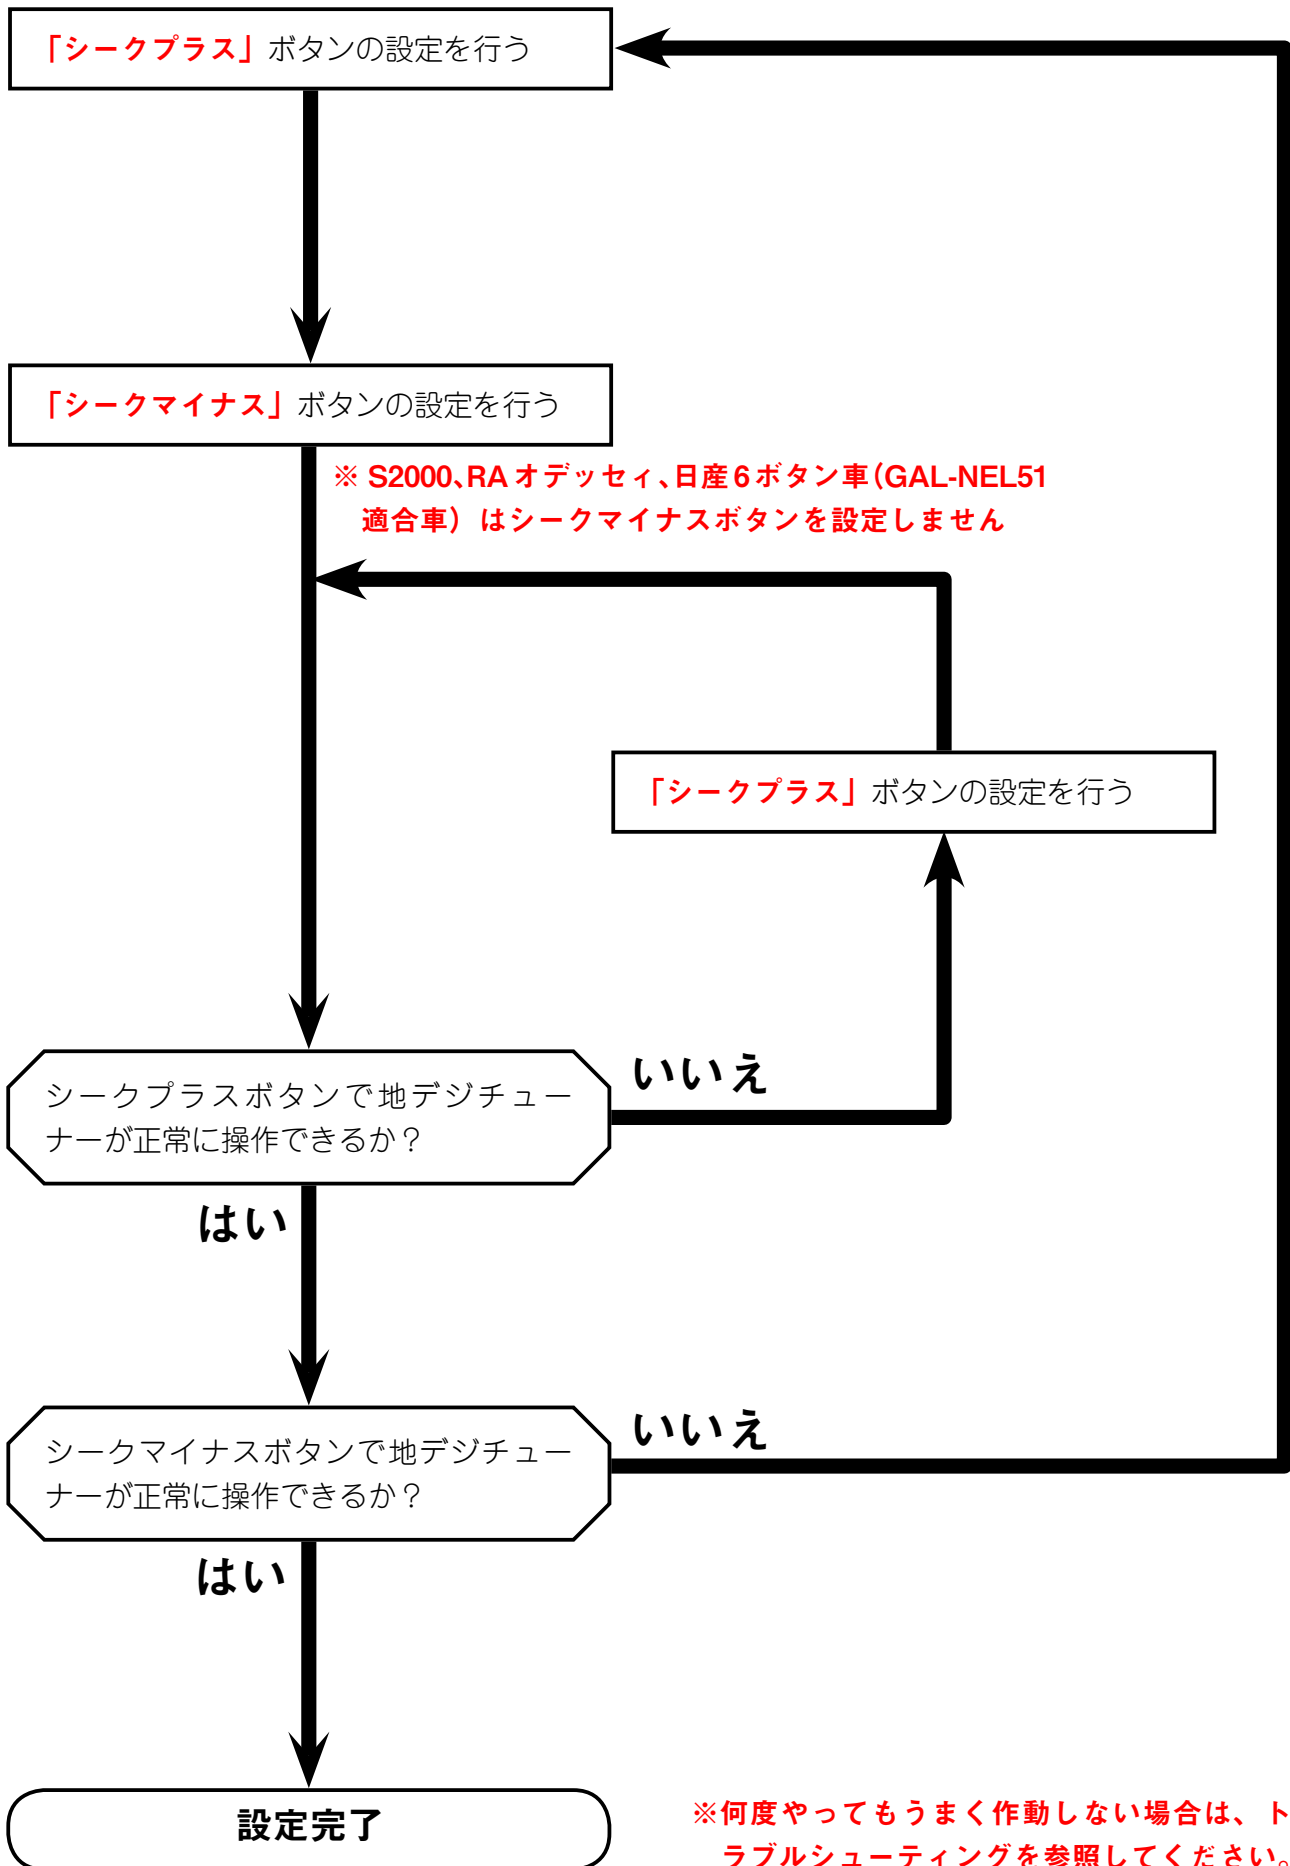 「シークプラス」ボタンの設定を行う
「シークマイナス」ボタンの設定を行う
※ S2000、RA オデッセィ、日産 6 ボタン車（GAL-NEL51
適合車）はシークマイナスボタンを設定しません
「シークプラス」ボタンの設定を行う
シークプラスボタンで地デジチュー
ナーが正常に操作できるか？
いいえ
はい
シークマイナスボタンで地デジチュー
ナーが正常に操作できるか？
いいえ
はい
設定完了
※何度やってもうまく作動しない場合は、ト
ラブルシューティングを参照してください。